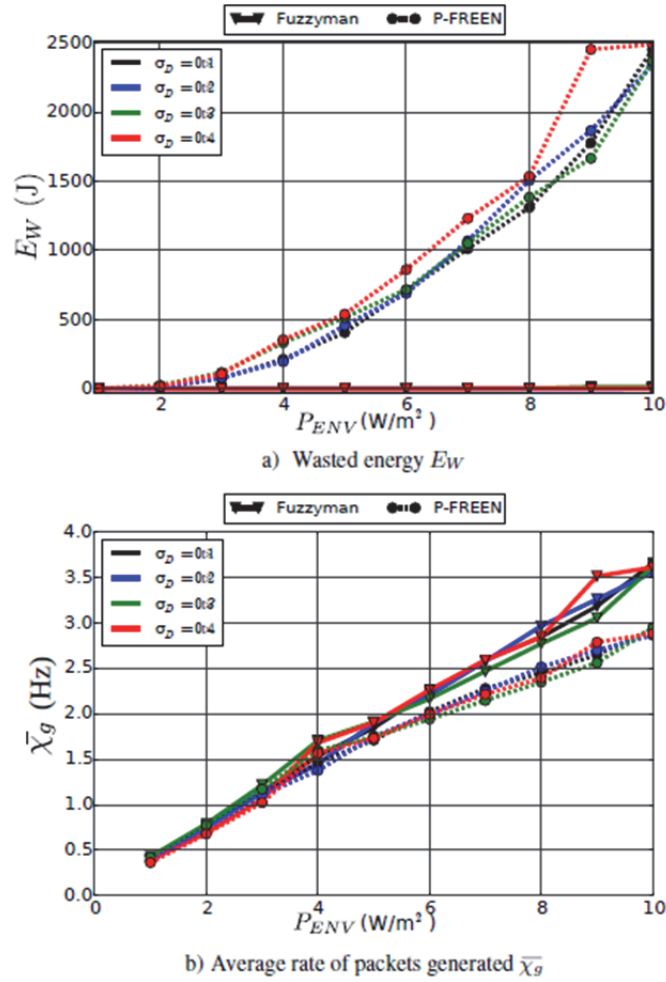 Fuzzyman P-FREEN
2500
2000
1500
1000
500
0
E_W (J)
σ_D = 0.1
σ_D = 0.2
σ_D = 0.3
σ_D = 0.4
2 4 6 8 10
P_ENV (W/m²)
a) Wasted energy E_W
Fuzzyman P-FREEN
4.0
3.5
3.0
2.5
2.0
1.5
1.0
0.5
0.0
χ̄_g (Hz)
σ_D = 0.1
σ_D = 0.2
σ_D = 0.3
σ_D = 0.4
0 2 4 6 8 10
P_ENV (W/m²)
b) Average rate of packets generated χ̄_g